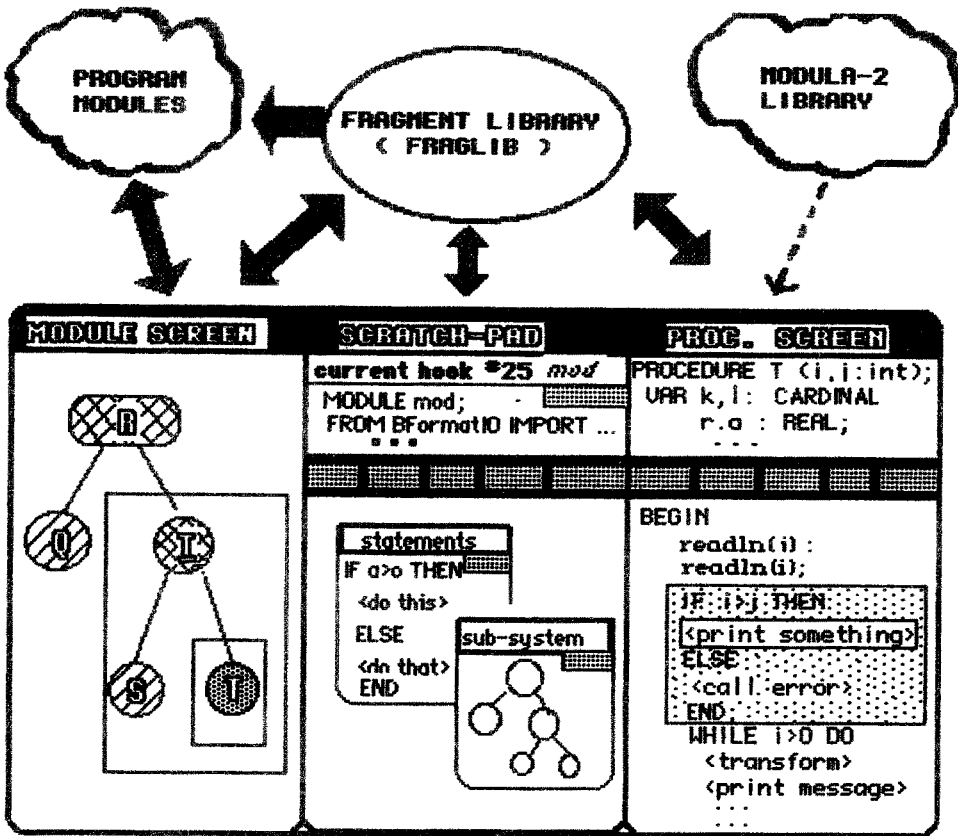 PROGRAM
MODULES
FRAGMENT LIBRARY
( FRAGLIB )
MODULA-2
LIBRARY
MODULE SCREEN
R
Q
T
S
T
SCRATCH-PAD
current hook #25 mod
MODULE mod;
FROM BFormatIO IMPORT ...
statements
IF a>o THEN
<do this>
ELSE
<do that>
END
sub-system
PROC. SCREEN
PROCEDURE T (i,j:int);
VAR k,l: CARDINAL
r.a : REAL;
...
BEGIN
readln(i) :
readln(i);
IF i>j THEN
<print something>
ELSE
<call error>
END;
WHILE i>0 DO
<transform>
<print message>
...